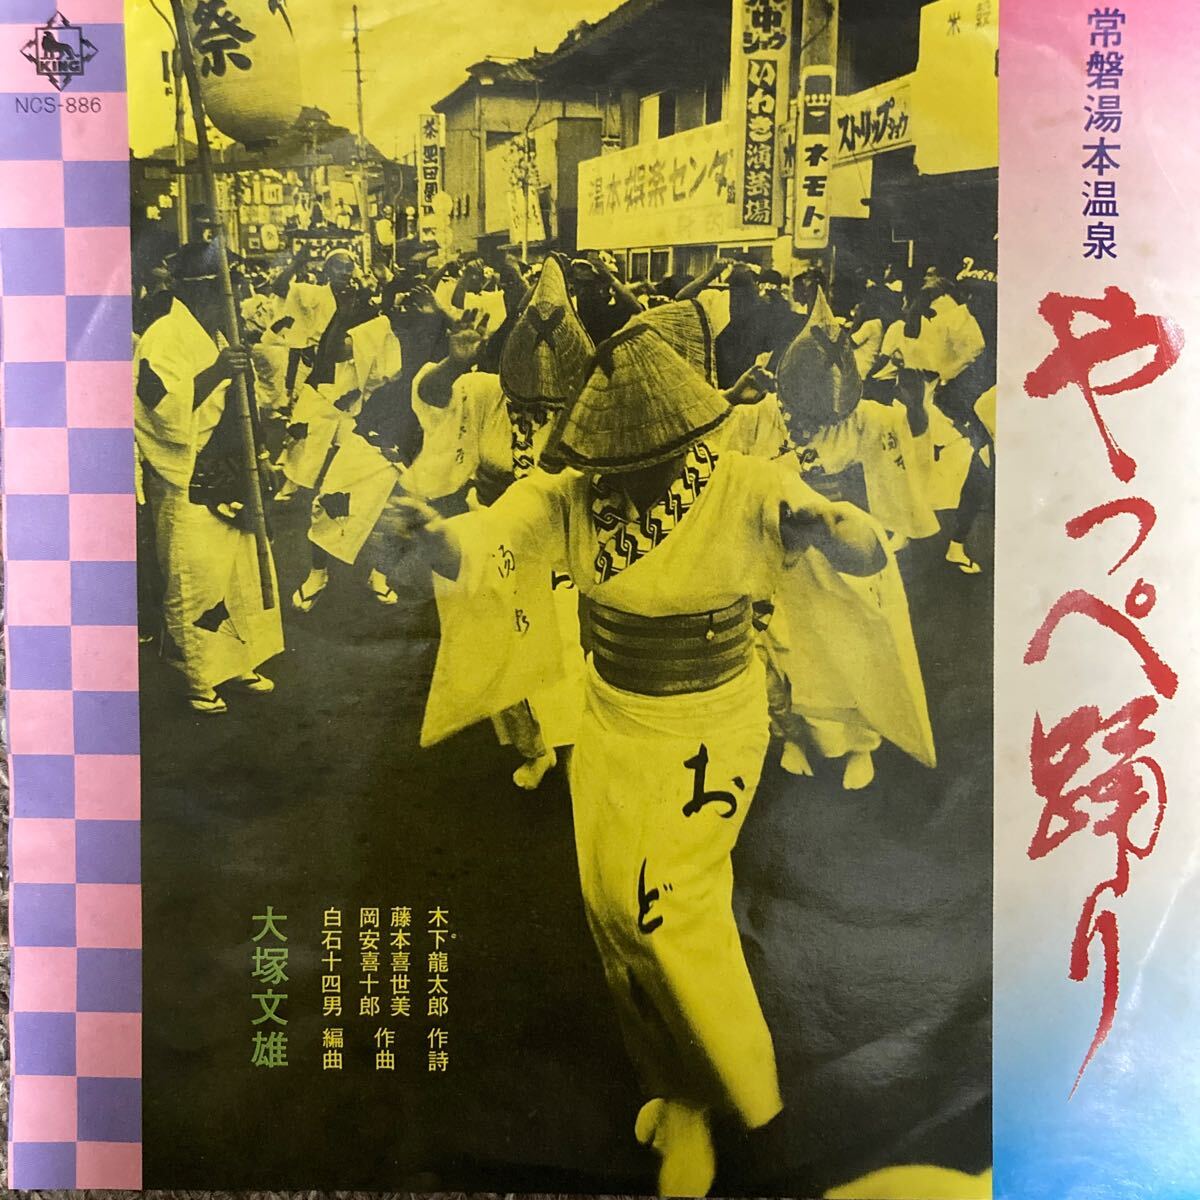 KING
NCS-886
常磐湯本温泉
やっぺ踊り
祭
いわき演芸場
湯本娯楽センター
ネモト
ストリップショウ
おど
木下龍太郎 作詩
藤本喜世美
岡安喜十郎 作曲
白石十四男 編曲
大塚文雄